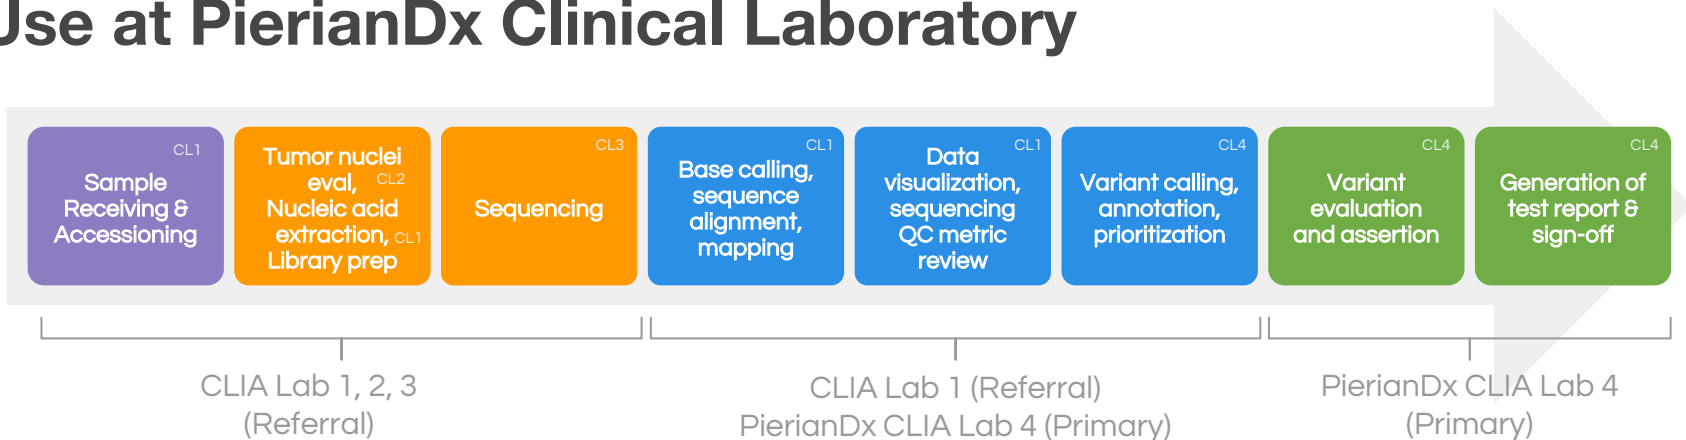 Use at PierianDx Clinical Laboratory
CL1
Sample
Receiving &
Accessioning
Tumor nuclei
eval, CL2
Nucleic acid
extraction, CL1
Library prep
CL3
Sequencing
CL1
Base calling,
sequence
alignment,
mapping
CL1
Data
visualization,
sequencing
QC metric
review
CL4
Variant calling,
annotation,
prioritization
CL4
Variant
evaluation
and assertion
CL4
Generation of
test report &
sign-off
CLIA Lab 1, 2, 3
(Referral)
CLIA Lab 1 (Referral)
PierianDx CLIA Lab 4 (Primary)
PierianDx CLIA Lab 4
(Primary)